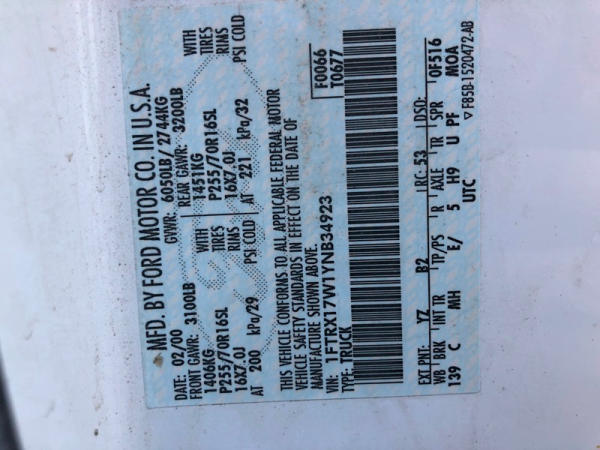 MFD. BY FORD MOTOR CO. IN U.S.A.
DATE: 02/00 GVWR: 6050LB/ 2744KG
FRONT GAWR: 3100LB REAR GAWR: 3200LB
1406KG WITH 1451KG WITH
P255/70R16SL TIRES P255/70R16SL TIRES
16X7.0J RIMS 16X7.0J RIMS
AT 200 kPa/29 PSI COLD AT 221 kPa/32 PSI COLD
THIS VEHICLE CONFORMS TO ALL APPLICABLE FEDERAL MOTOR
VEHICLE SAFETY STANDARDS IN EFFECT ON THE DATE OF
MANUFACTURE SHOWN ABOVE.
VIN: 1FTRX17W1YNB34923
TYPE: TRUCK
F0066
T0677
EXT PNT: YZ B2 RC: 53 DSO:
WB BRK INT TR TP/PS R AXLE TR SPR 0F516
139 C MH E/ 5 H9 U PF MOA
UTC ▽ F85B-1520472-AB